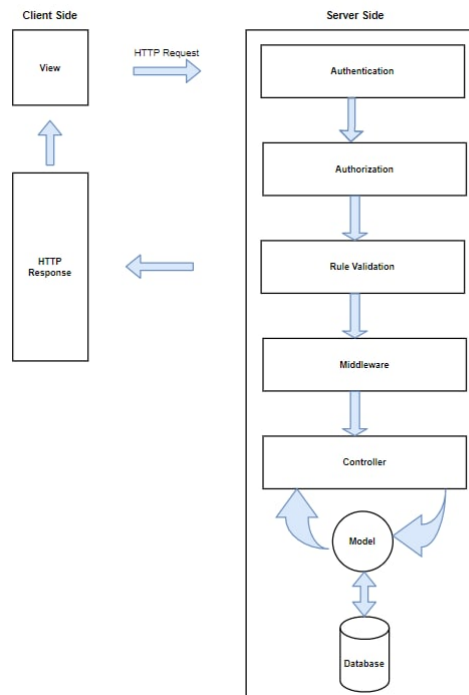 Client Side
Server Side
View
HTTP Request
Authentication
Authorization
HTTP
Response
Rule Validation
Middleware
Controller
Model
Database